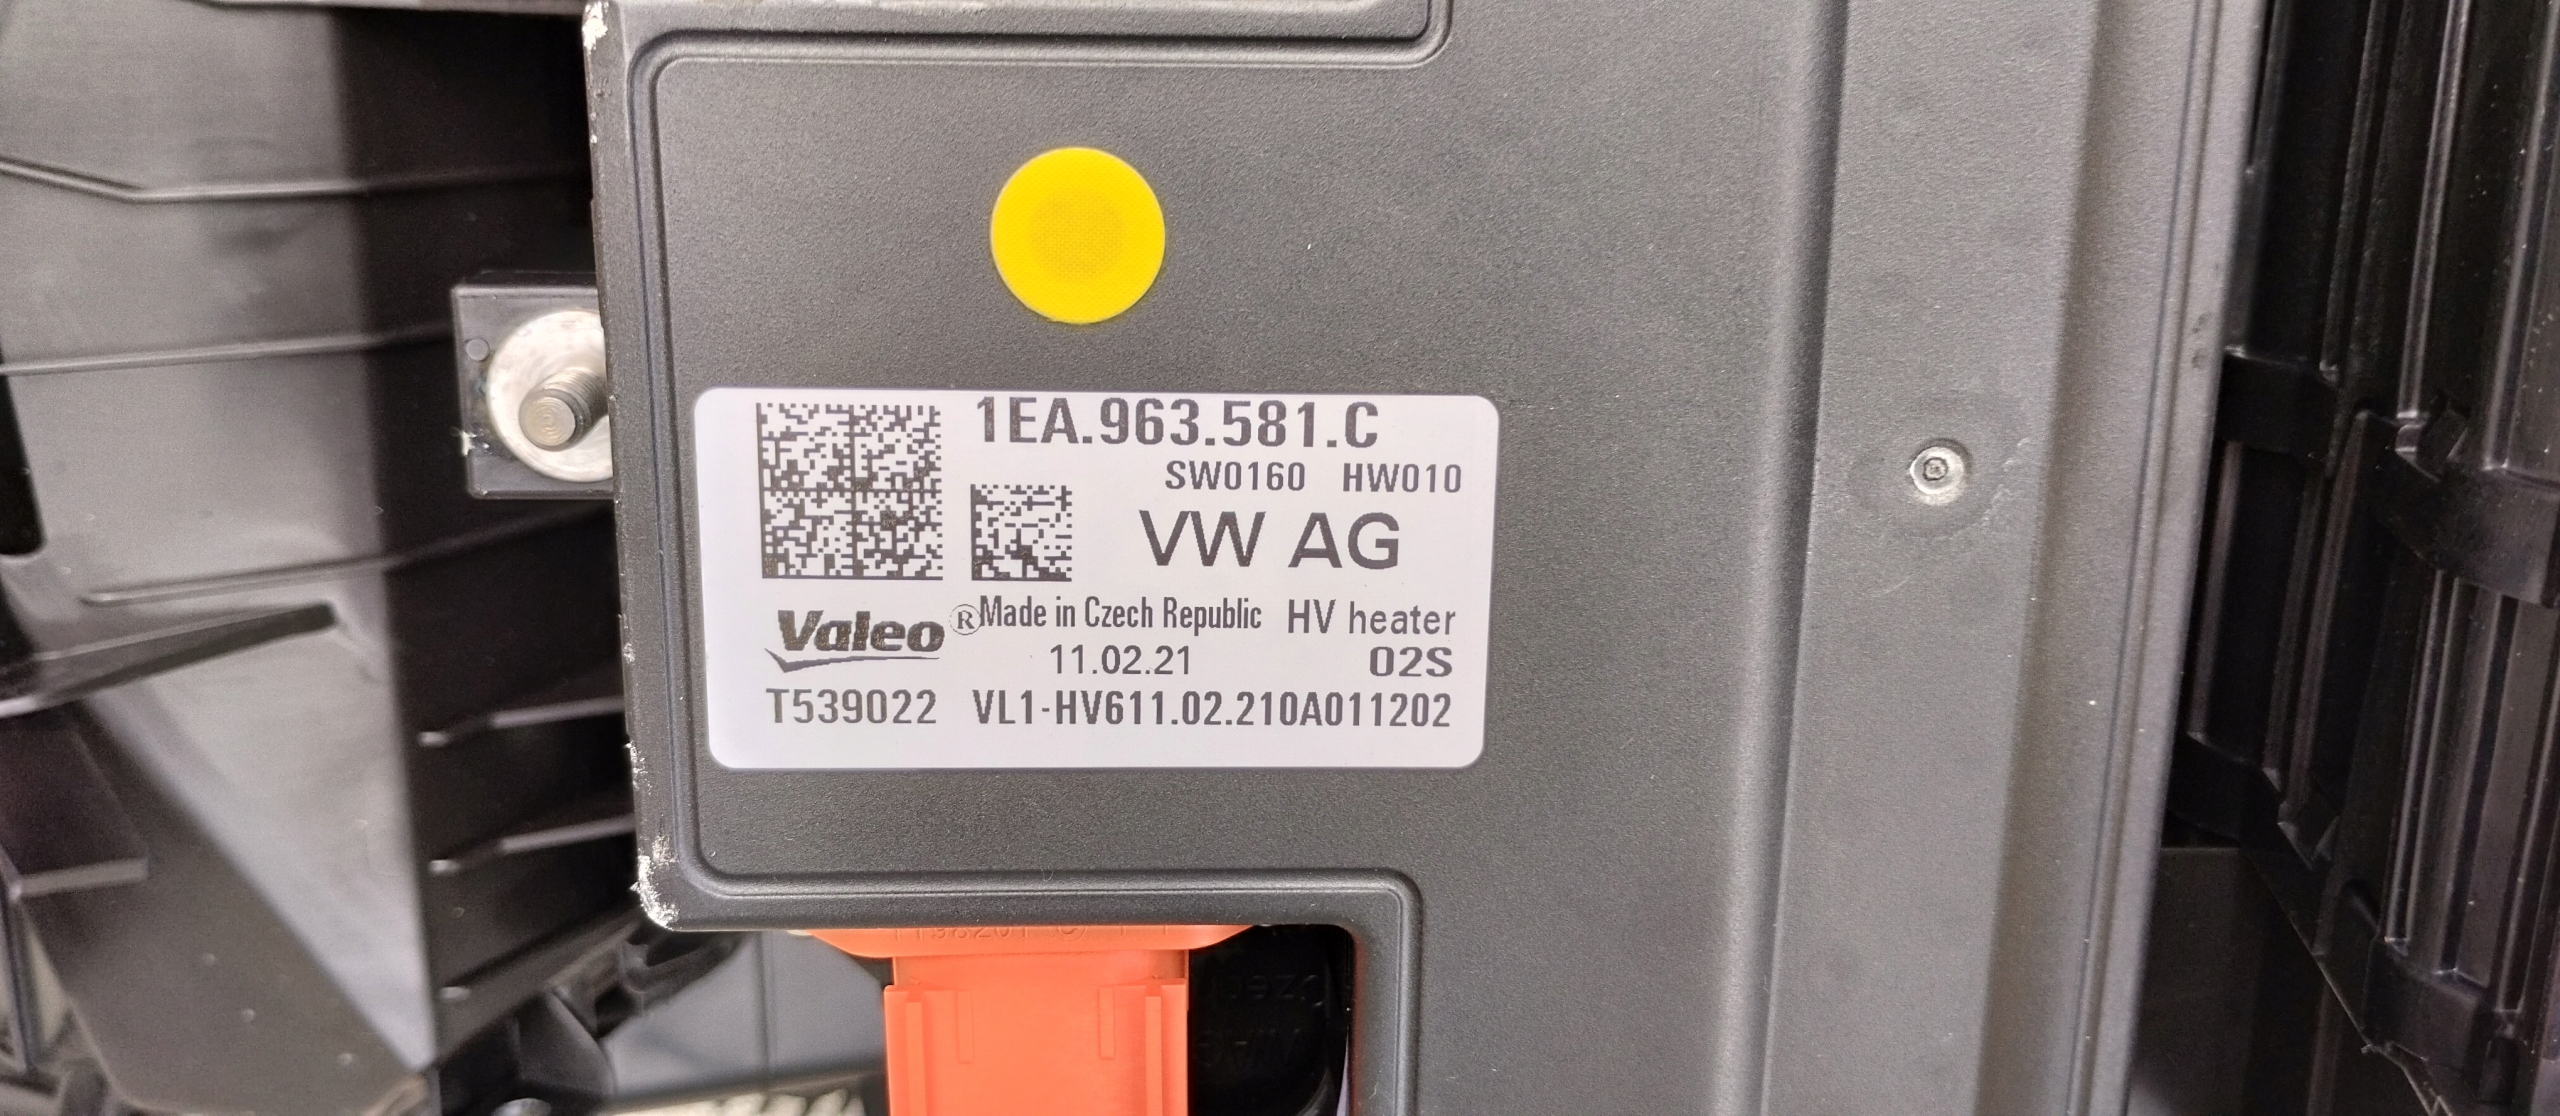 1EA.963.581.C
SW0160 HW010
VW AG
Valeo ® Made in Czech Republic HV heater
11.02.21 02S
T539022 VL1-HV611.02.210A011202